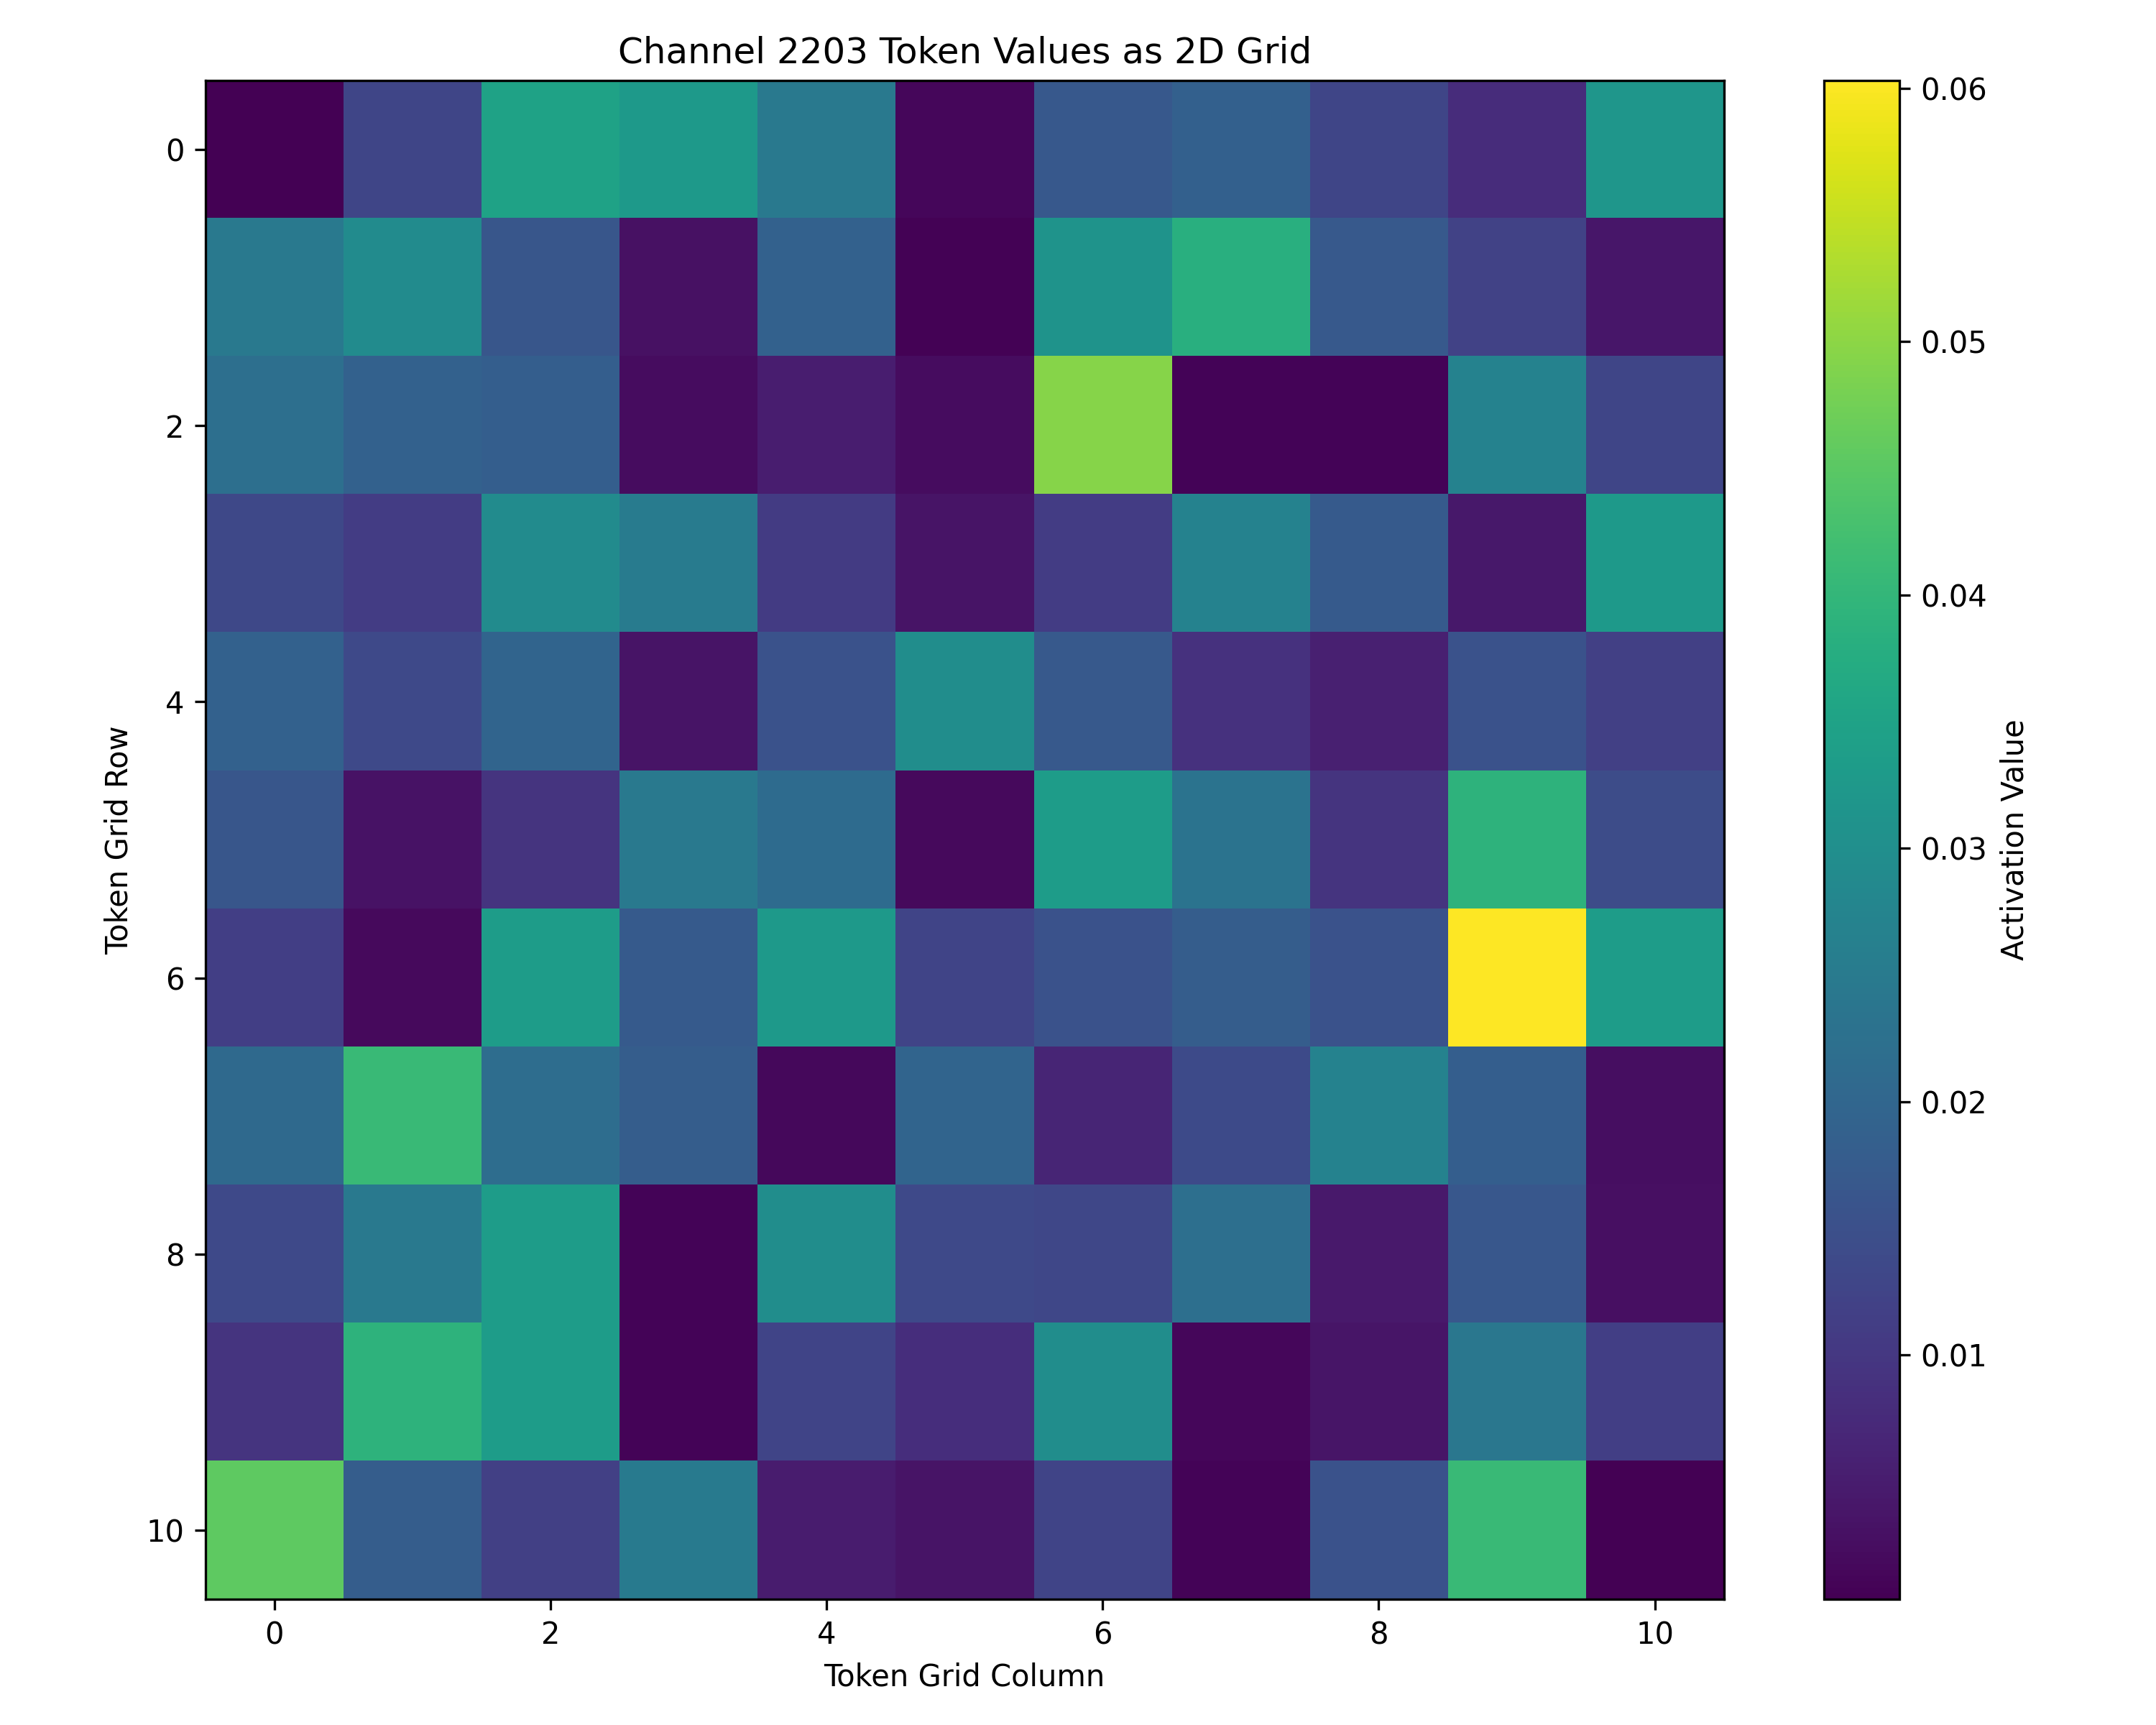 Channel 2203 Token Values as 2D Grid
0
2
4
6
8
10
Token Grid Row
0 2 4 6 8 10
Token Grid Column
0.06
0.05
0.04
0.03
0.02
0.01
Activation Value